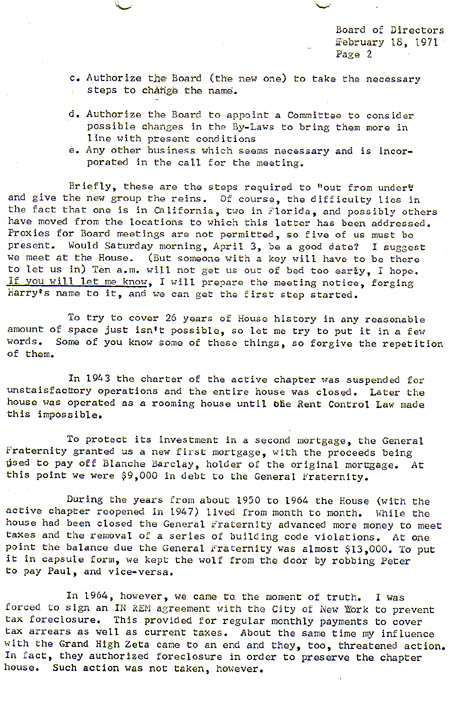 Board of Directors
February 18, 1971
Page 2
c. Authorize the Board (the new one) to take the necessary
steps to change the name.
d. Authorize the Board to appoint a Committee to consider
possible changes in the By-Laws to bring them more in
line with present conditions
e. Any other business which seems necessary and is incor-
porated in the call for the meeting.
Briefly, these are the steps required to "out from under"
and give the new group the reins. Of course, the difficulty lies in
the fact that one is in California, two in Florida, and possibly others
have moved from the locations to which this letter has been addressed.
Proxies for Board meetings are not permitted, so five of us must be
present. Would Saturday morning, April 3, be a good date? I suggest
we meet at the House. (But someone with a key will have to be there
to let us in) Ten a.m. will not get us out of bed too early, I hope.
If you will let me know, I will prepare the meeting notice, forging
Harry's name to it, and we can get the first step started.
To try to cover 26 years of House history in any reasonable
amount of space just isn't possible, so let me try to put it in a few
words. Some of you know some of these things, so forgive the repetition
of them.
In 1943 the charter of the active chapter was suspended for
unstaisfactory operations and the entire house was closed. Later the
house was operated as a rooming house until the Rent Control Law made
this impossible.
To protect its investment in a second mortgage, the General
Fraternity granted us a new first mortgage, with the proceeds being
used to pay off Blanche Barclay, holder of the original mortgage. At
this point we were $9,000 in debt to the General Fraternity.
During the years from about 1950 to 1964 the House (with the
active chapter reopened in 1947) lived from month to month. While the
house had been closed the General Fraternity advanced more money to meet
taxes and the removal of a series of building code violations. At one
point the balance due the General Fraternity was almost $13,000. To put
it in capsule form, we kept the wolf from the door by robbing Peter
to pay Paul, and vice-versa.
In 1964, however, we came to the moment of truth. I was
forced to sign an IN REM agreement with the City of New York to prevent
tax foreclosure. This provided for regular monthly payments to cover
tax arrears as well as current taxes. About the same time my influence
with the Grand High Zeta came to an end and they, too, threatened action.
In fact, they authorized foreclosure in order to preserve the chapter
house. Such action was not taken, however.